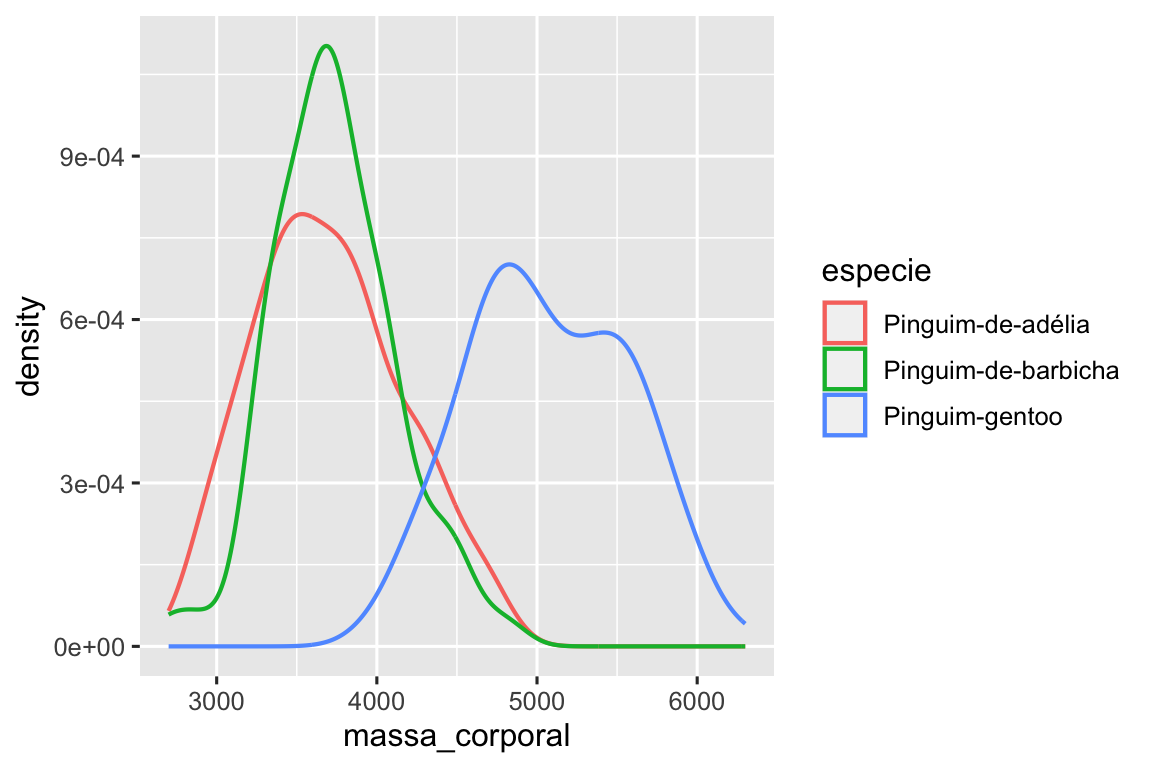 density
9e-04
6e-04
3e-04
0e+00
3000 4000 5000 6000
massa_corporal
especie
Pinguim-de-adélia
Pinguim-de-barbicha
Pinguim-gentoo